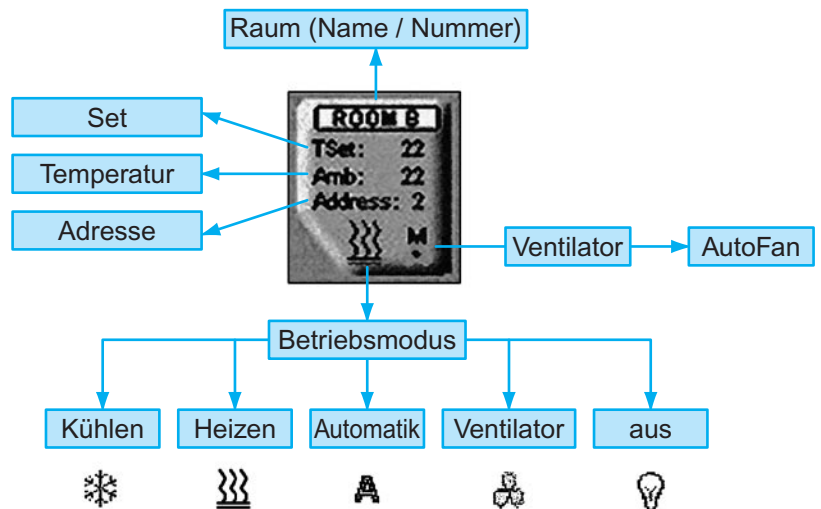 Raum (Name / Nummer)
ROOM B
Set
TSet: 22
Temperatur
Amb: 22
Adresse
Address: 2
M
Ventilator
AutoFan
Betriebsmodus
Kühlen
Heizen
Automatik
Ventilator
aus
A